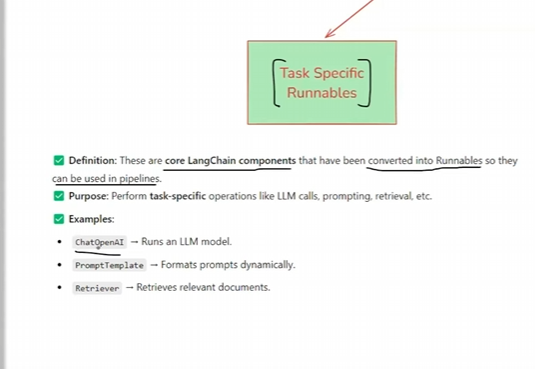 Task Specific
Runnables
✅ Definition: These are core LangChain components that have been converted into Runnables so they
can be used in pipelines.
✅ Purpose: Perform task-specific operations like LLM calls, prompting, retrieval, etc.
✅ Examples:
• ChatOpenAI → Runs an LLM model.
• PromptTemplate → Formats prompts dynamically.
• Retriever → Retrieves relevant documents.